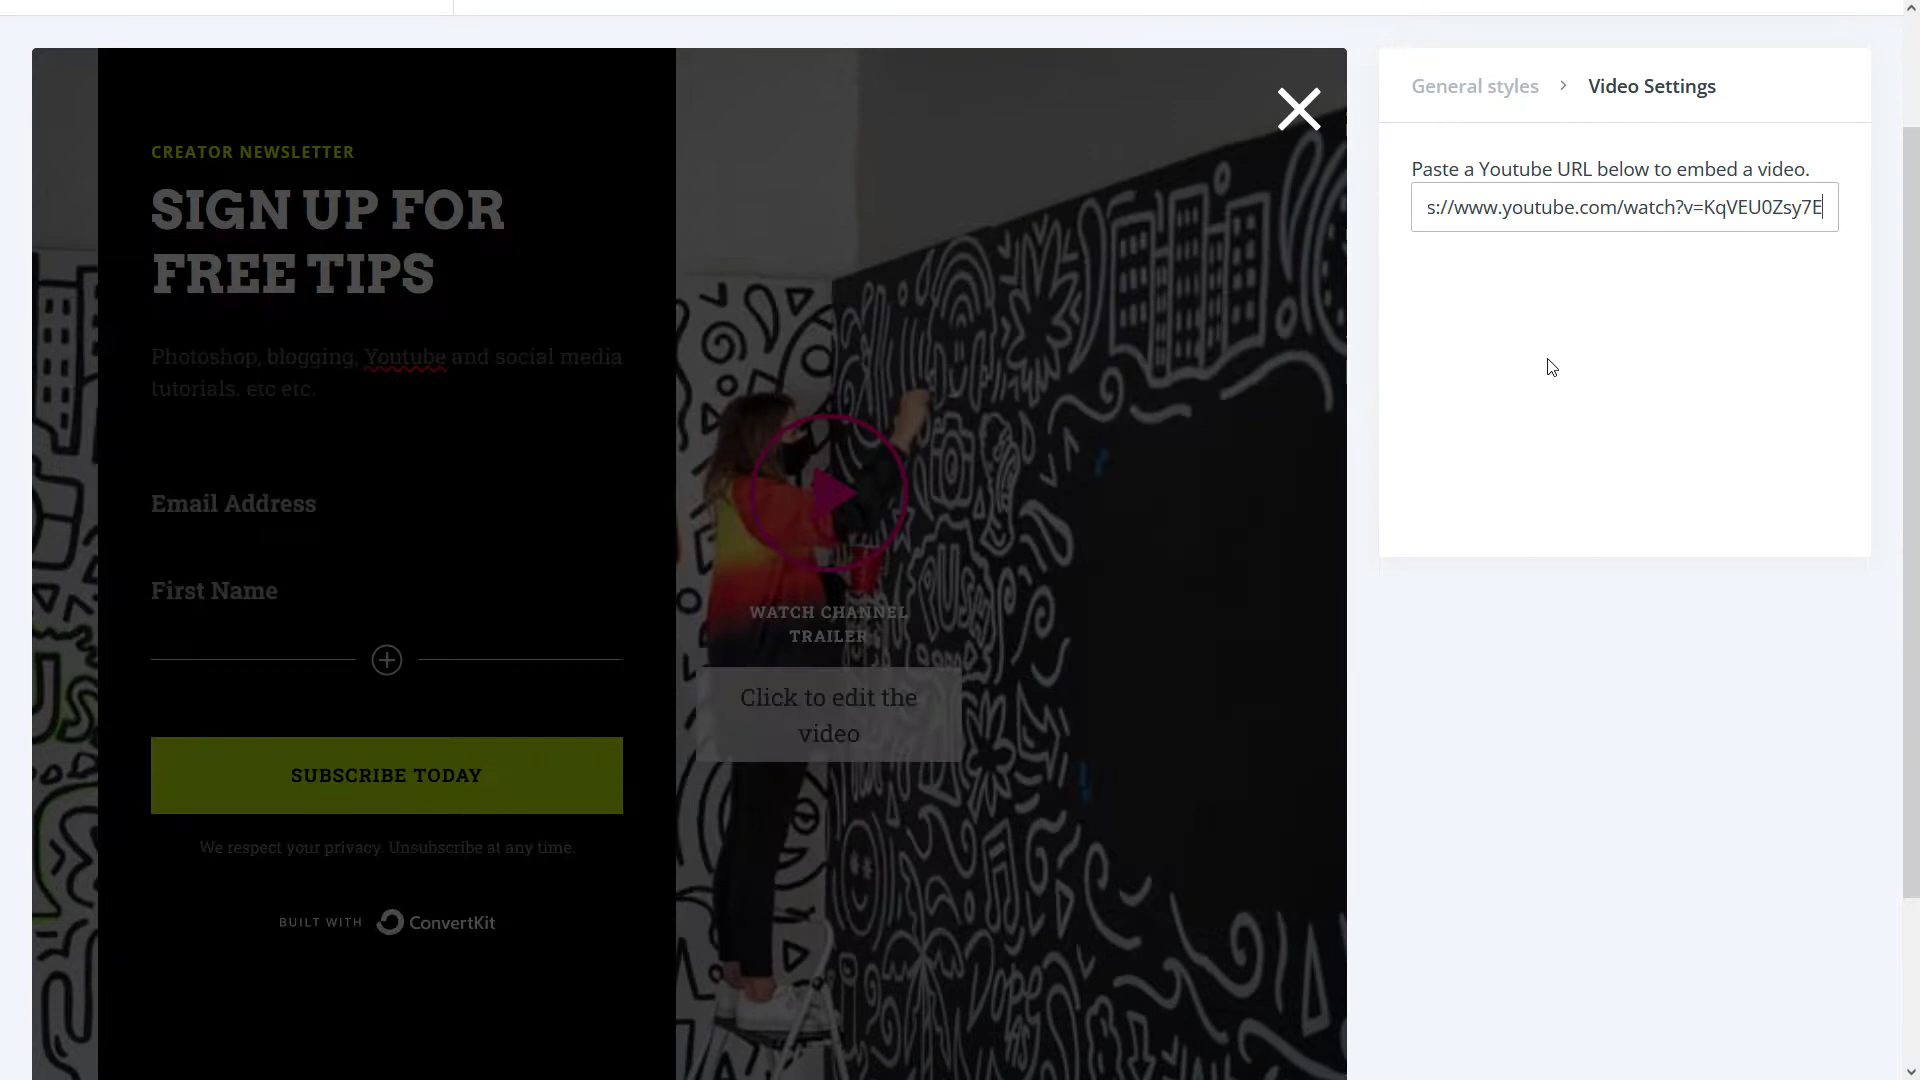 General styles > Video Settings
Paste a Youtube URL below to embed a video.
s://www.youtube.com/watch?v=KqVEU0Zsy7E
CREATOR NEWSLETTER
SIGN UP FOR
FREE TIPS
Photoshop, blogging, Youtube and social media
tutorials, etc etc.
Email Address
First Name
SUBSCRIBE TODAY
We respect your privacy. Unsubscribe at any time.
BUILT WITH ConvertKit
WATCH CHANNEL
TRAILER
Click to edit the
video